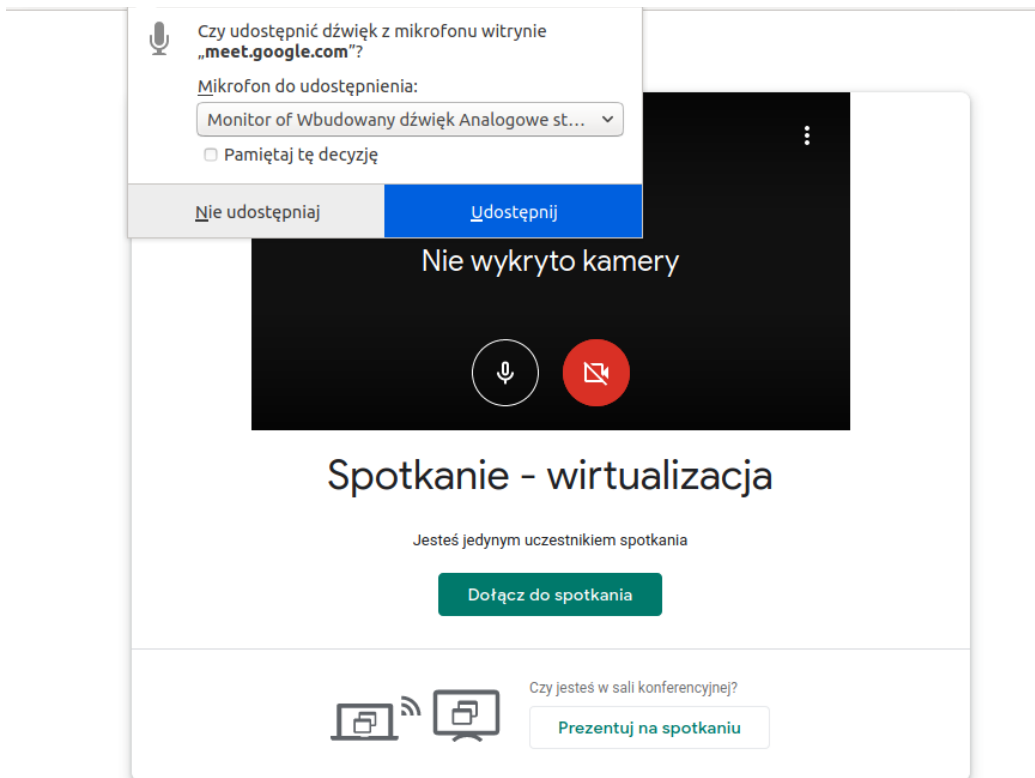 Czy udostępnić dźwięk z mikrofonu witrynie
„meet.google.com”?
Mikrofon do udostępnienia:
Monitor of Wbudowany dźwięk Analogowe st...
Pamiętaj tę decyzję
Nie udostępniaj
Udostępnij
Nie wykryto kamery
Spotkanie - wirtualizacja
Jesteś jedynym uczestnikiem spotkania
Dołącz do spotkania
Czy jesteś w sali konferencyjnej?
Prezentuj na spotkaniu